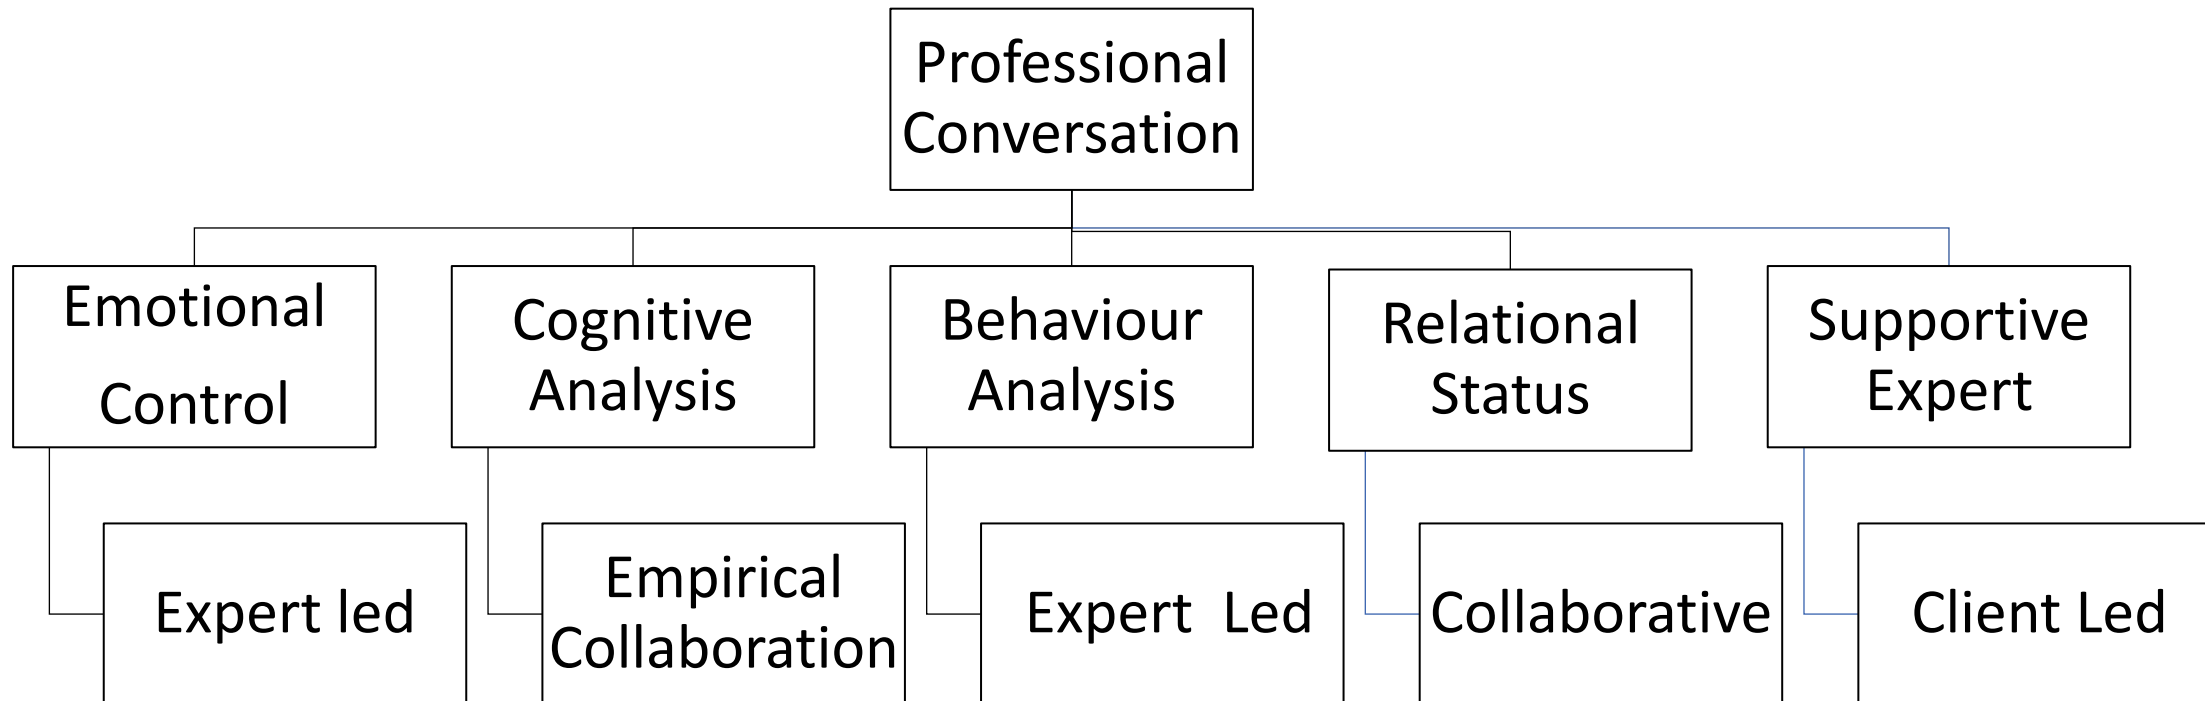 Professional
Conversation
Emotional
Control
Cognitive
Analysis
Behaviour
Analysis
Relational
Status
Supportive
Expert
Expert led
Empirical
Collaboration
Expert  Led
Collaborative
Client Led